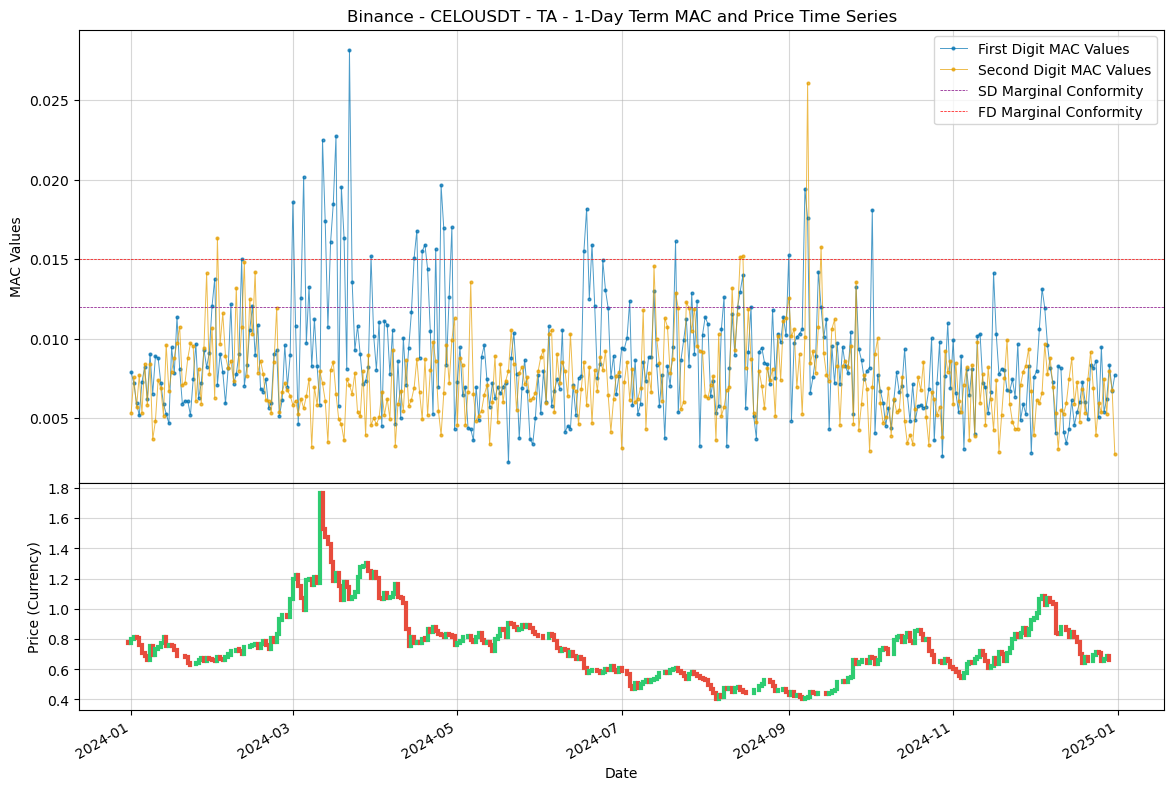 Binance - CELOUSDT - TA - 1-Day Term MAC and Price Time Series
First Digit MAC Values
Second Digit MAC Values
SD Marginal Conformity
FD Marginal Conformity
MAC Values
0.025
0.020
0.015
0.010
0.005
Price (Currency)
1.8
1.6
1.4
1.2
1.0
0.8
0.6
0.4
2024-01
2024-03
2024-05
2024-07
2024-09
2024-11
2025-01
Date